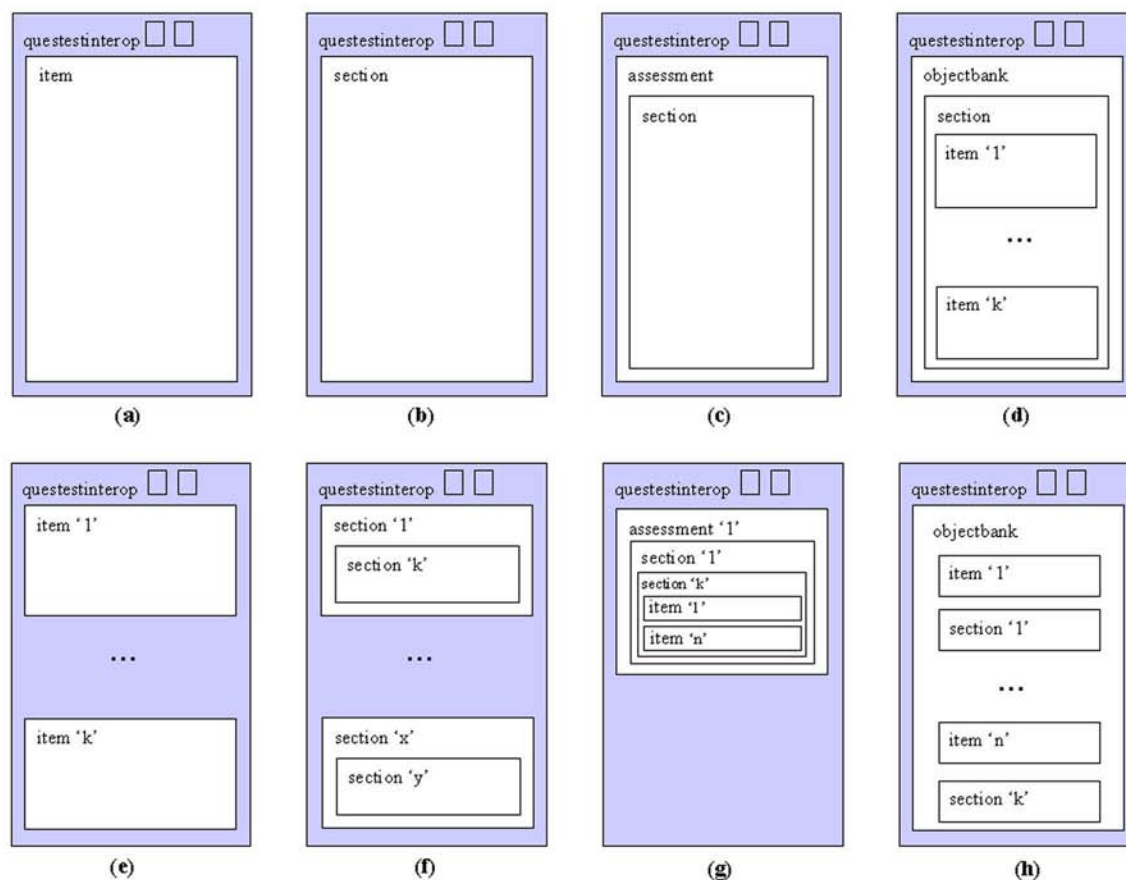 questestinterop
item
(a)
questestinterop
section
(b)
questestinterop
assessment
section
(c)
questestinterop
objectbank
section
item ‘1’
...
item ‘k’
(d)
questestinterop
item ‘1’
...
item ‘k’
(e)
questestinterop
section ‘1’
section ‘k’
...
section ‘x’
section ‘y’
(f)
questestinterop
assessment ‘1’
section ‘1’
section ‘k’
item ‘1’
item ‘n’
(g)
questestinterop
objectbank
item ‘1’
section ‘1’
...
item ‘n’
section ‘k’
(h)